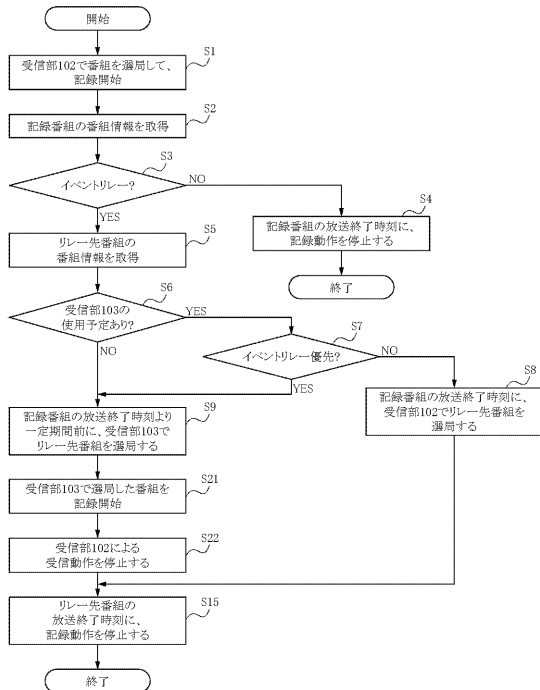 開始
S1
受信部102で番組を選局して、
記録開始
S2
記録番組の番組情報を取得
S3
イベントリレー?
NO
YES
S4
記録番組の放送終了時刻に、
記録動作を停止する
終了
S5
リレー先番組の
番組情報を取得
S6
受信部103の
使用予定あり?
YES
NO
S7
イベントリレー優先?
NO
YES
S8
記録番組の放送終了時刻に、
受信部102でリレー先番組を
選局する
S9
記録番組の放送終了時刻より
一定期間前に、受信部103で
リレー先番組を選局する
S21
受信部103で選局した番組を
記録開始
S22
受信部102による
受信動作を停止する
S15
リレー先番組の
放送終了時刻に、
記録動作を停止する
終了